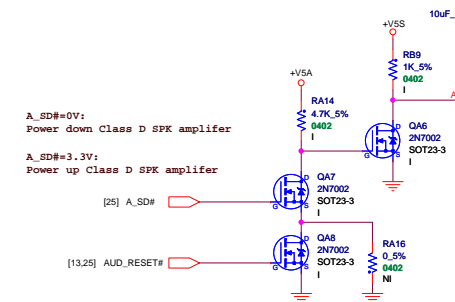 10uF_
+V5S
RB9
1K_5%
0402
I
A
+V5A
RA14
4.7K_5%
0402
I
QA6
2N7002
SOT23-3
I
D
G
S
A_SD#=0V:
Power down Class D SPK amplifer
A_SD#=3.3V:
Power up Class D SPK amplifer
QA7
2N7002
SOT23-3
I
D
G
S
[25] A_SD#
QA8
2N7002
SOT23-3
I
D
G
S
[13,25] AUD_RESET#
RA16
0_5%
0402
NI